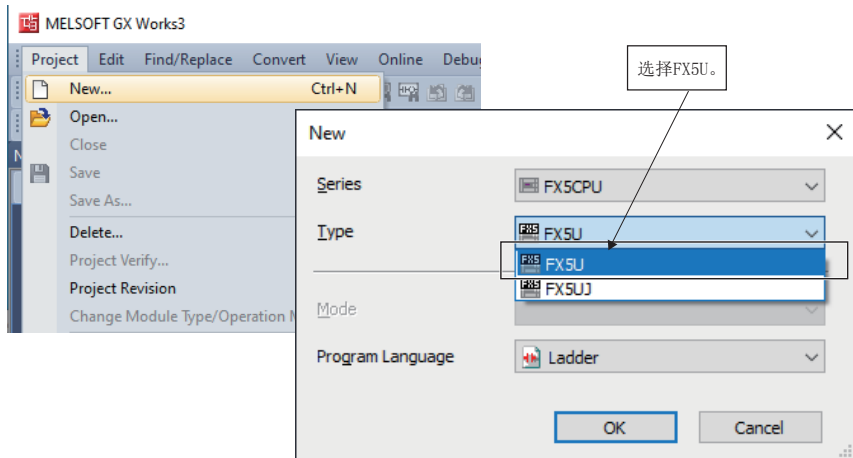 MELSOFT GX Works3
Project Edit Find/Replace Convert View Online Debu
New... Ctrl+N
Open...
Close
Save
Save As...
Delete...
Project Verify...
Project Revision
Change Module Type/Operation M
选择FX5U。
New
Series FX5CPU
Type FX5U
FX5U
FX5UJ
Mode
Program Language Ladder
OK Cancel